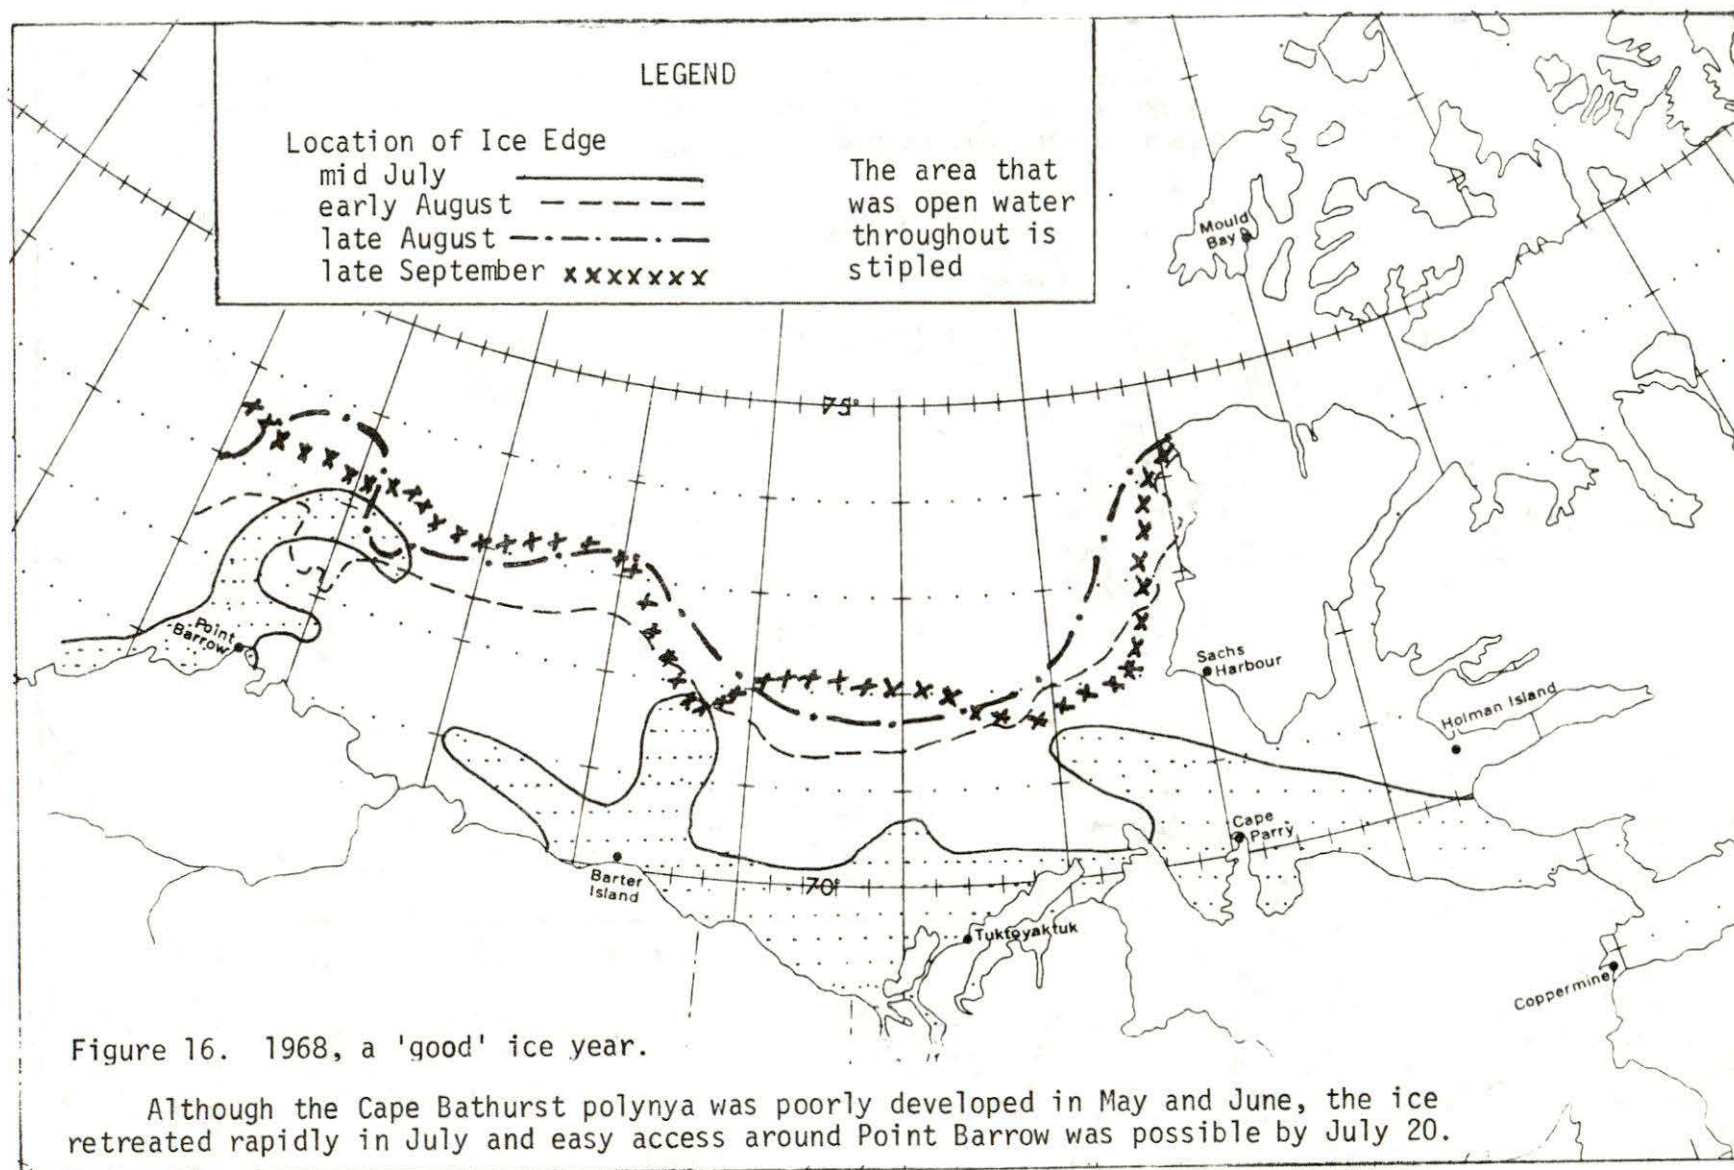 LEGEND
Location of Ice Edge
mid July
early August
late August
late September xxxxxxx
The area that
was open water
throughout is
stipled
Mould
Bay
75°
Point
Barrow
Sachs
Harbour
Holman Island
Cape
Parry
Barter
Island
70°
Tuktoyaktuk
Coppermine
Figure 16. 1968, a 'good' ice year.
Although the Cape Bathurst polynya was poorly developed in May and June, the ice
retreated rapidly in July and easy access around Point Barrow was possible by July 20.